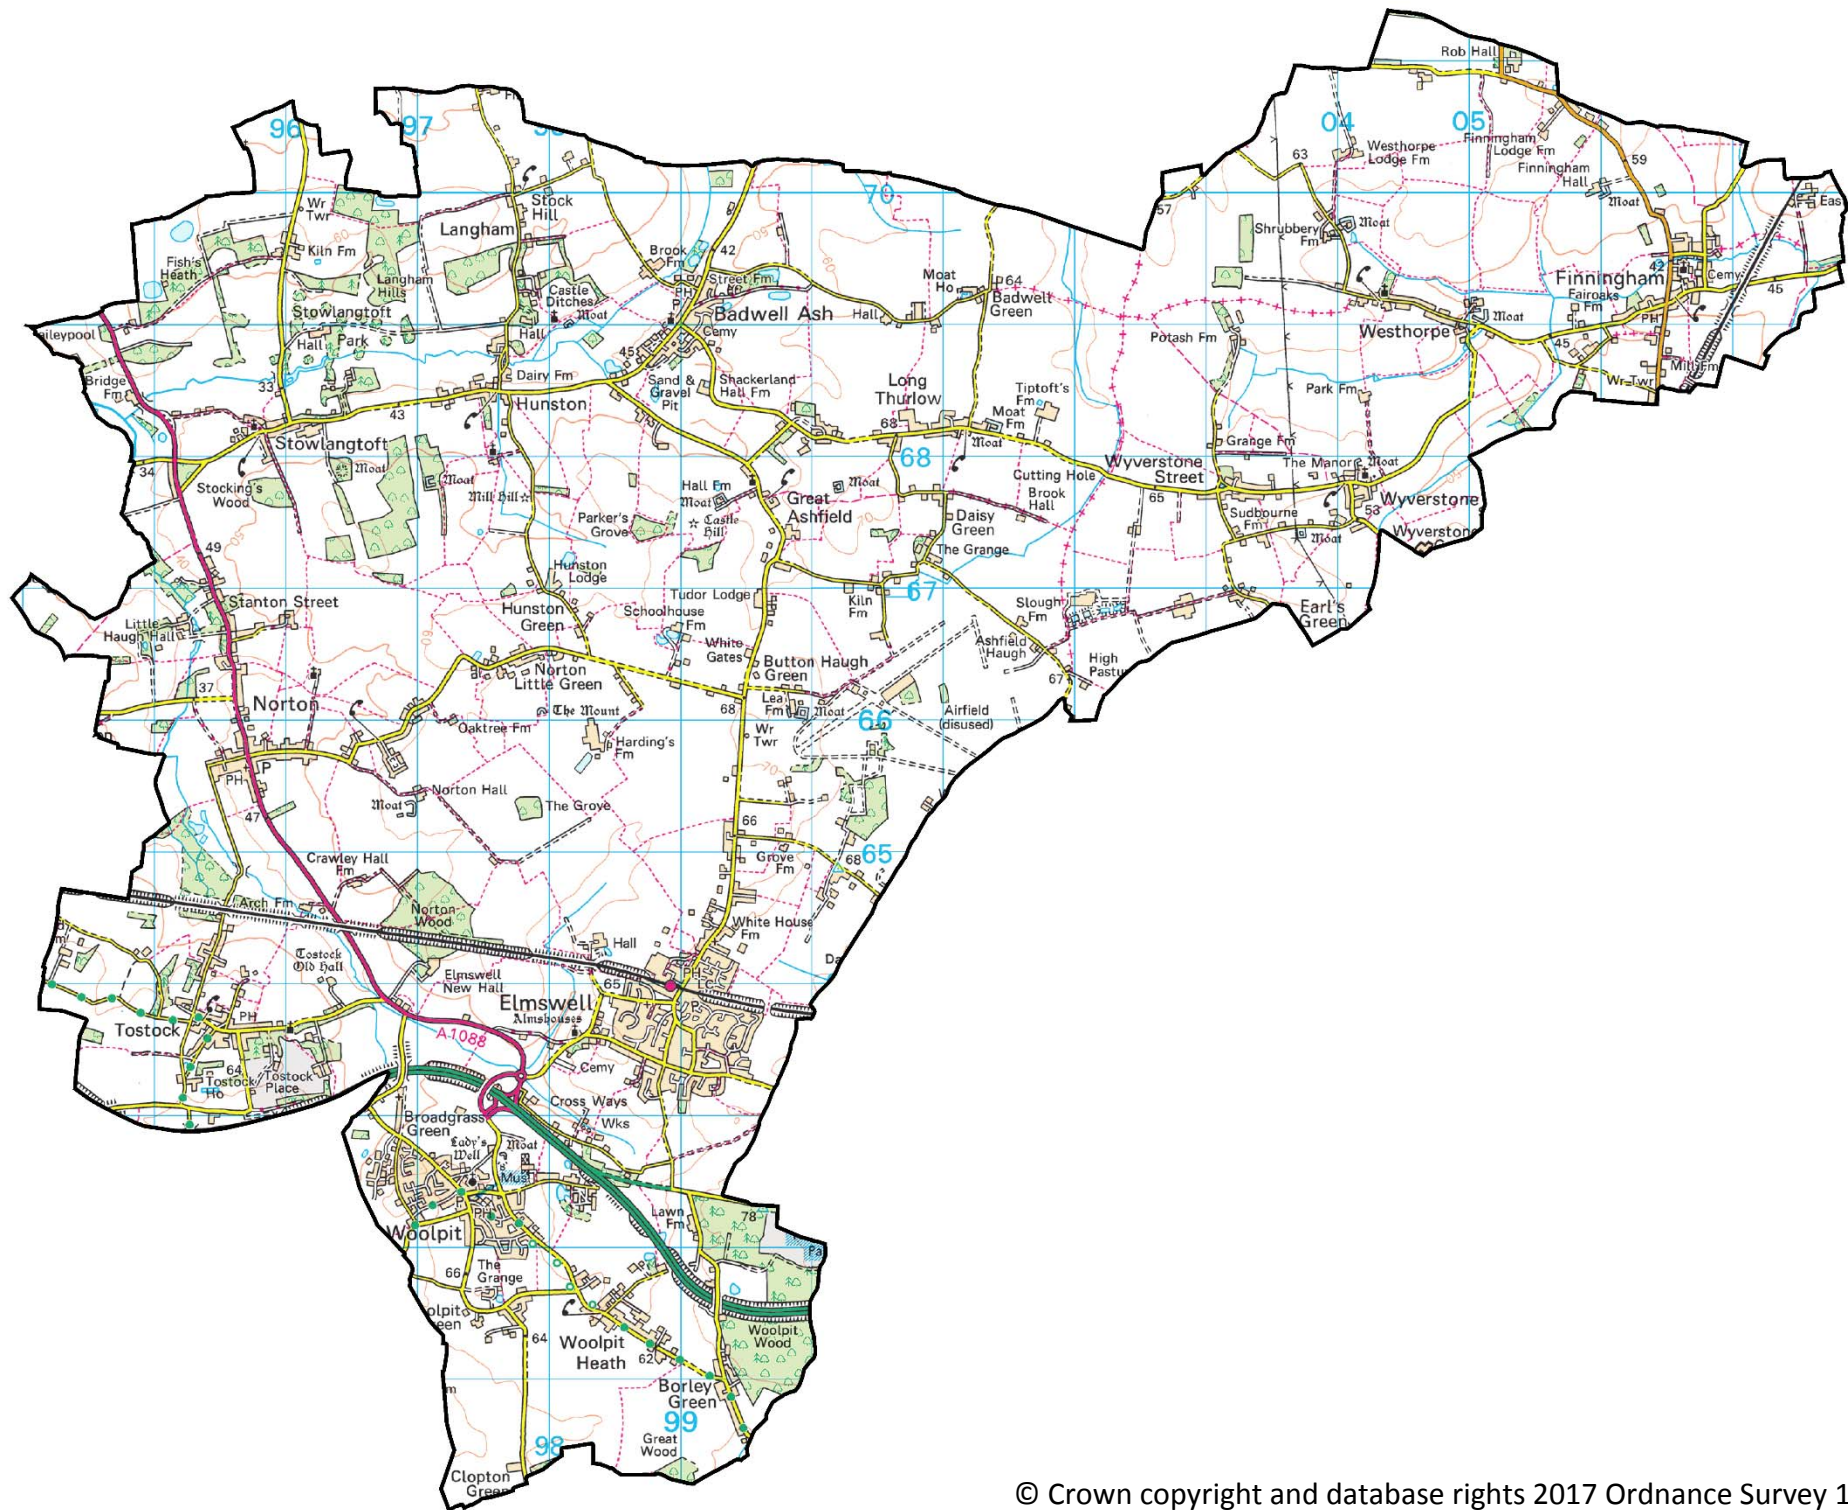 Rob Hall
96
97
04
05
Westhorpe
Lodge Fm
Finningham
Lodge Fm
63
59
Finningham
Hall
Moat
70
57
Wr
Twr
Stock
Hill
Langham
Kiln Fm
Fish's
Heath
Langham
Hills
Brook
Fm
42
60
Street Fm
PH
P
Castle
Ditches
Moat
Badwell Ash
Cemy
Hall
Moat
Ho
64
Badwell
Green
Shrubbery
Fm
Moat
Finningham
42
Cemy
Fairoaks
Fm
PH
45
Westhorpe
Moat
45
Potash Fm
Mill Fm
Wr Twr
Park Fm
Stowlangtoft
Hall
Park
Hall
Bridge
Fm
33
Dairy Fm
45
Sand &
Gravel
Pit
Shackerland
Hall Fm
Long
Thurlow
Tiptoft's
Fm
Moat
Fm
Moat
43
Hunston
68
68
Stowlangtoft
Moat
34
Stocking's
Wood
Moat
Mill Hill
Hall Fm
Moat
Castle
Hill
Parker's
Grove
Moat
Great
Ashfield
Cutting Hole
Brook
Hall
Wyverstone
Street
65
Grange Fm
The Manor
Moat
Wyverstone
53
Sudbourne
Fm
Moat
Daisy
Green
The Grange
70
49
50
Hunston
Lodge
Hunston
Green
Schoolhouse
Fm
Tudor Lodge
Kiln
Fm
67
Slough
Fm
Earl's
Green
Stanton Street
Little
Haugh Hall
60
White
Gates
Button Haugh
Green
Ashfield
Haugh
High
67
Norton
Little Green
37
Norton
The Mount
Oaktree Fm
Harding's
Fm
68
Lea
Fm
Moat
66
Airfield
(disused)
Wr
Twr
70
P
PH
Norton Hall
Moat
The Grove
47
66
Grove
Fm
68
65
Crawley Hall
Fm
Arch Fm
Norton
Wood
White House
Fm
Hall
Tostock
Old Hall
Elmswell
New Hall
65
PH
LC
P
Elmswell
Almshouses
PH
Tostock
A1088
Cemy
64
Tostock
Ho
Tostock
Place
Cross Ways
Wks
Broadgrass
Green
Lady's
Well
Moat
Mus
P
PH
Woolpit
Lawn
Fm
78
66
The
Grange
64
Woolpit
Heath
62
Woolpit
Wood
Borley
Green
99
Great
Wood
98
Clopton
Green
© Crown copyright and database rights 2017 Ordnance Survey